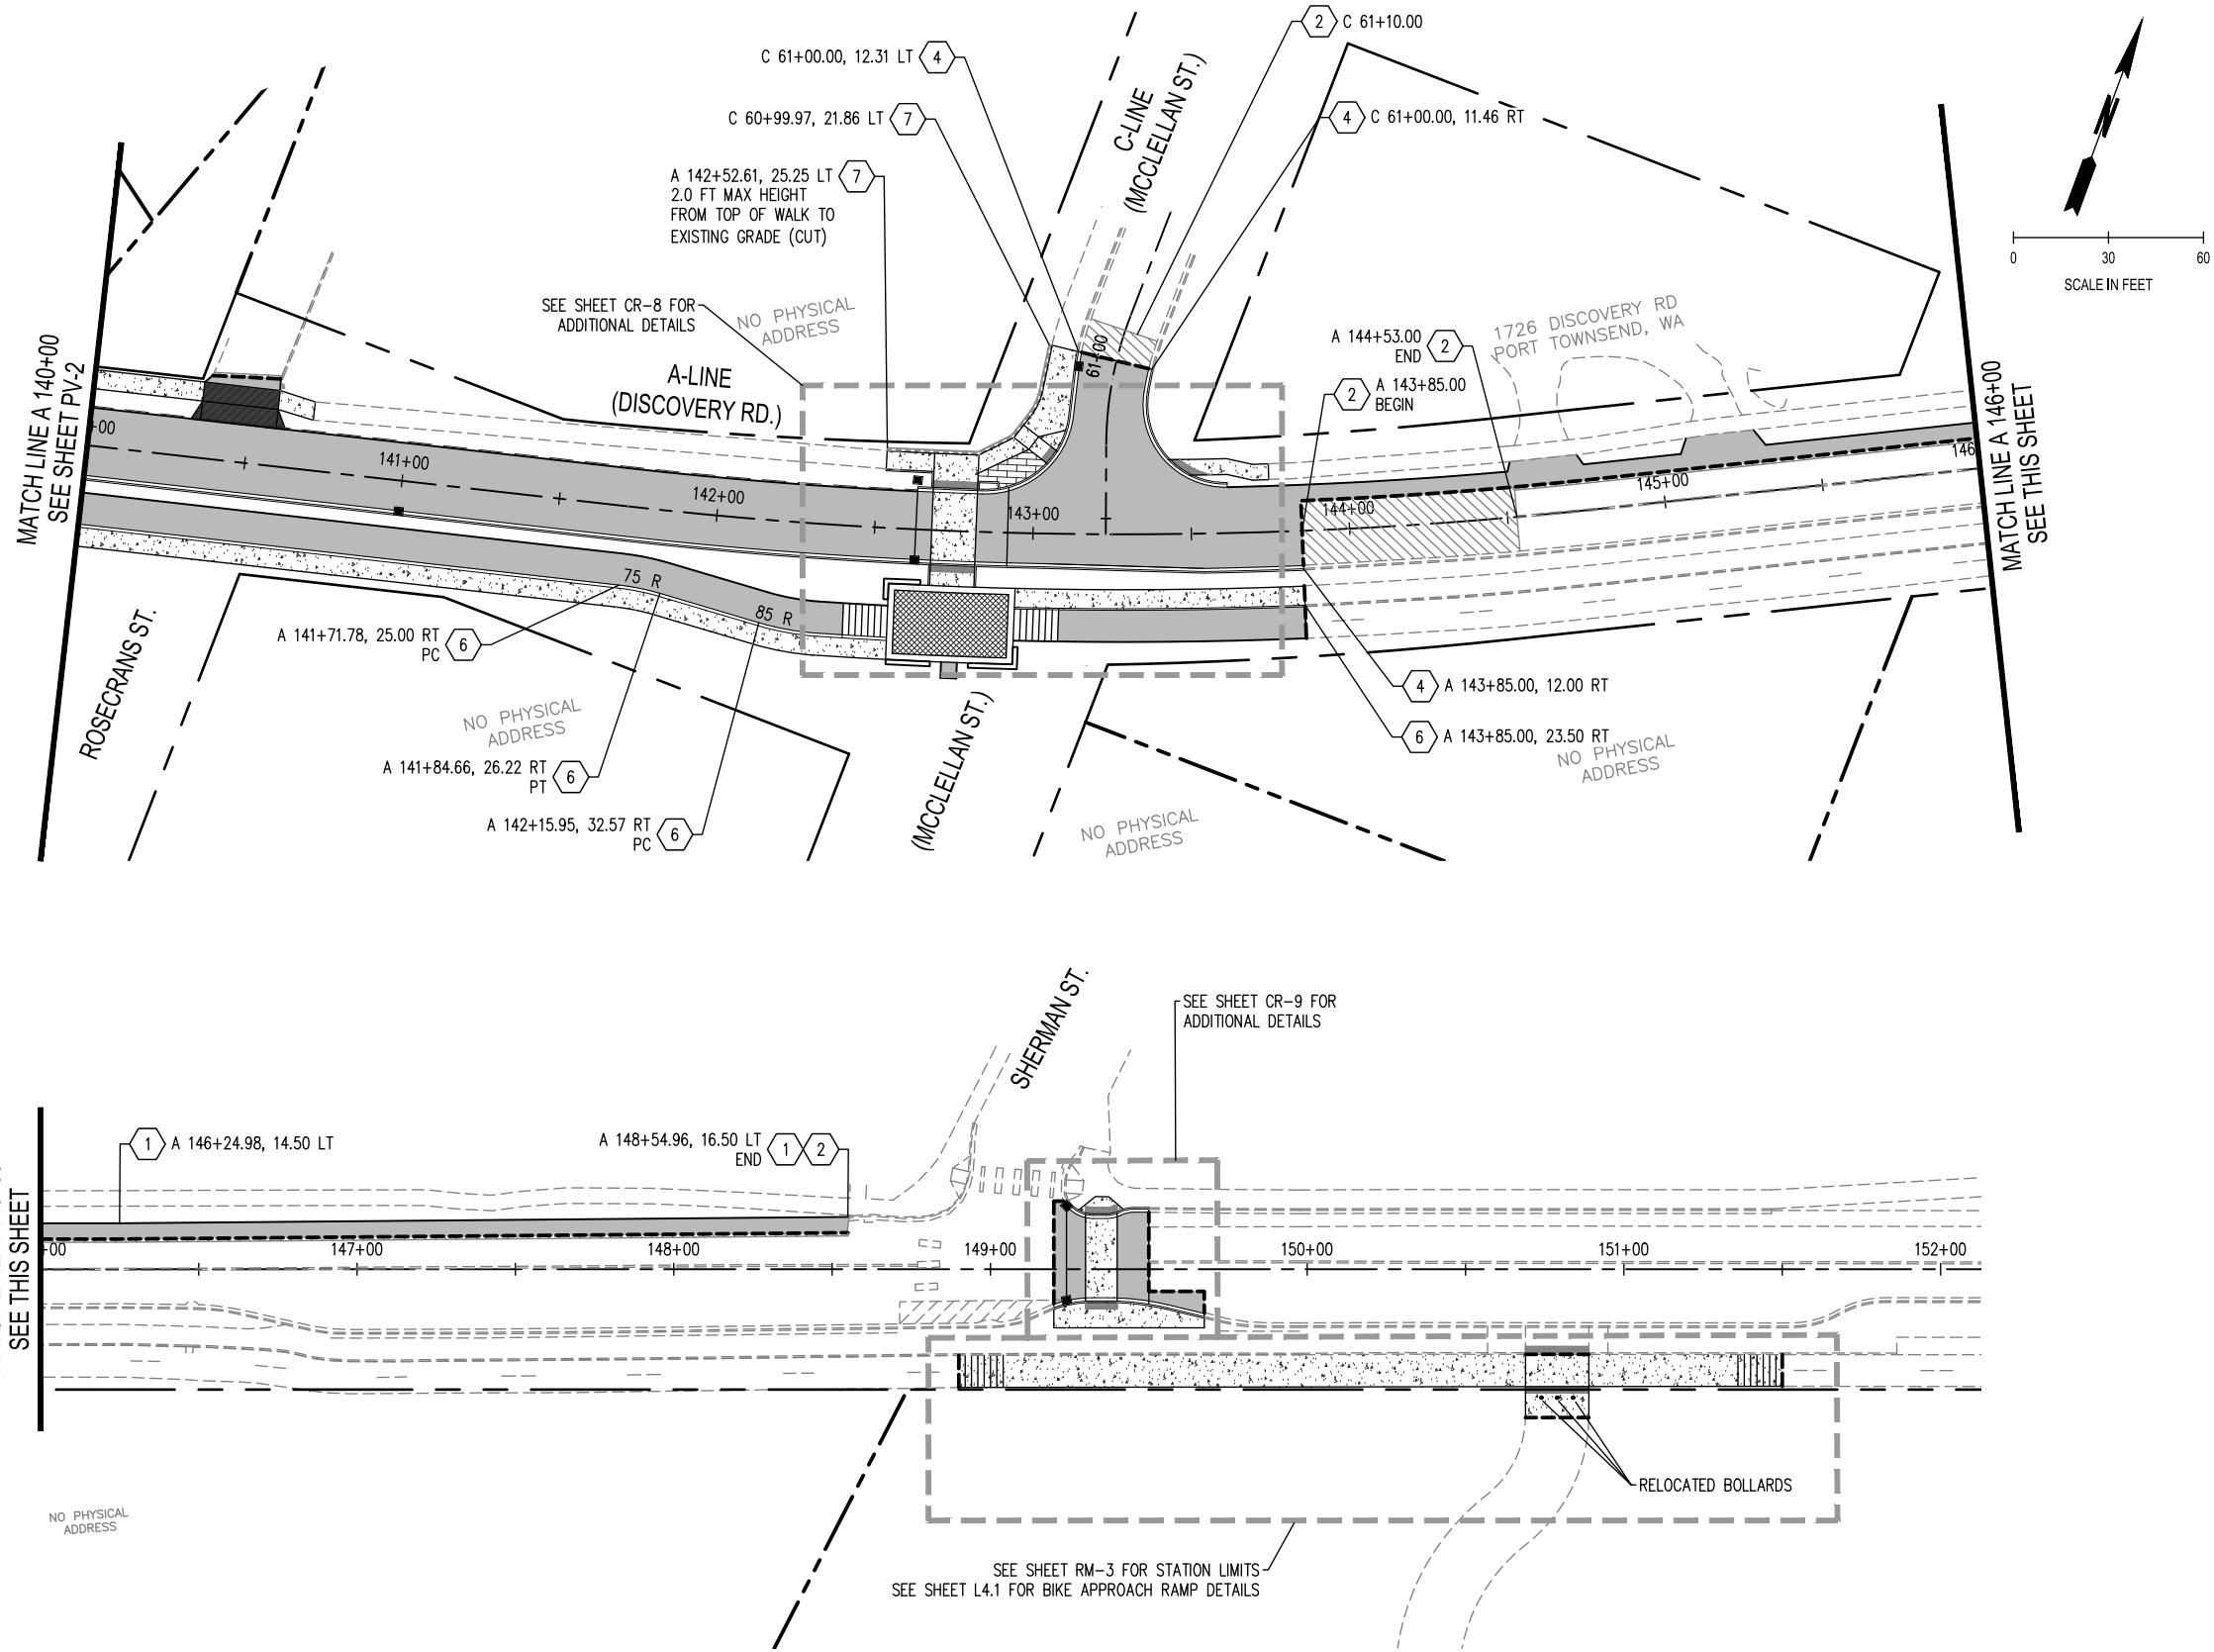 2 C 61+10.00
C 61+00.00, 12.31 LT 4
C 60+99.97, 21.86 LT 7
4 C 61+00.00, 11.46 RT
C-LINE
(MCCLELLAN ST.)
A 142+52.61, 25.25 LT 7
2.0 FT MAX HEIGHT
FROM TOP OF WALK TO
EXISTING GRADE (CUT)
N
0 30 60
SCALE IN FEET
SEE SHEET CR-8 FOR
ADDITIONAL DETAILS
NO PHYSICAL
ADDRESS
1726 DISCOVERY RD
PORT TOWNSEND, WA
A 144+53.00
END 2
2 A 143+85.00
BEGIN
A-LINE
(DISCOVERY RD.)
MATCH LINE A 140+00
SEE SHEET PV-2
MATCH LINE A 146+00
SEE THIS SHEET
61+00
-00
141+00
142+00
143+00
144+00
145+00
146
75 R
85 R
A 141+71.78, 25.00 RT
PC 6
ROSECRANS ST.
NO PHYSICAL
ADDRESS
A 141+84.66, 26.22 RT
PT 6
A 142+15.95, 32.57 RT
PC 6
(MCCLELLAN ST.)
4 A 143+85.00, 12.00 RT
6 A 143+85.00, 23.50 RT
NO PHYSICAL
ADDRESS
NO PHYSICAL
ADDRESS
SHERMAN ST.
SEE SHEET CR-9 FOR
ADDITIONAL DETAILS
1 A 146+24.98, 14.50 LT
A 148+54.96, 16.50 LT
END 1 2
SEE THIS SHEET
+00
147+00
148+00
149+00
150+00
151+00
152+00
RELOCATED BOLLARDS
NO PHYSICAL
ADDRESS
SEE SHEET RM-3 FOR STATION LIMITS
SEE SHEET L4.1 FOR BIKE APPROACH RAMP DETAILS